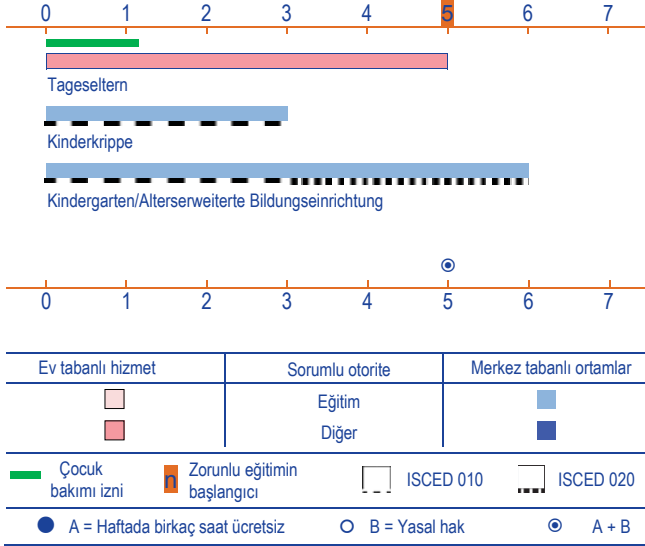 0 1 2 3 4 5 6 7
Tageseltern
Kinderkrippe
Kindergarten/Alterserweiterte Bildungseinrichtung
0 1 2 3 4 5 6 7
Ev tabanlı hizmet Sorumlu otorite Merkez tabanlı ortamlar
Eğitim
Diğer
Çocuk bakımı izni n Zorunlu eğitimin başlangıcı ISCED 010 ISCED 020
A = Haftada birkaç saat ücretsiz B = Yasal hak A + B